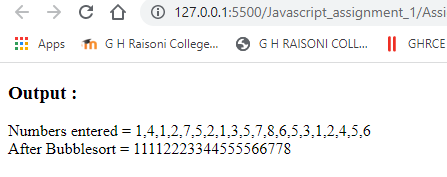 127.0.0.1:5500/Javascript_assignment_1/Assi
Apps G H Raisoni College... G H RAISONI COLL... GHRCE
Output :
Numbers entered = 1,4,1,2,7,5,2,1,3,5,7,8,6,5,3,1,2,4,5,6
After Bubblesort = 11112223344555566778